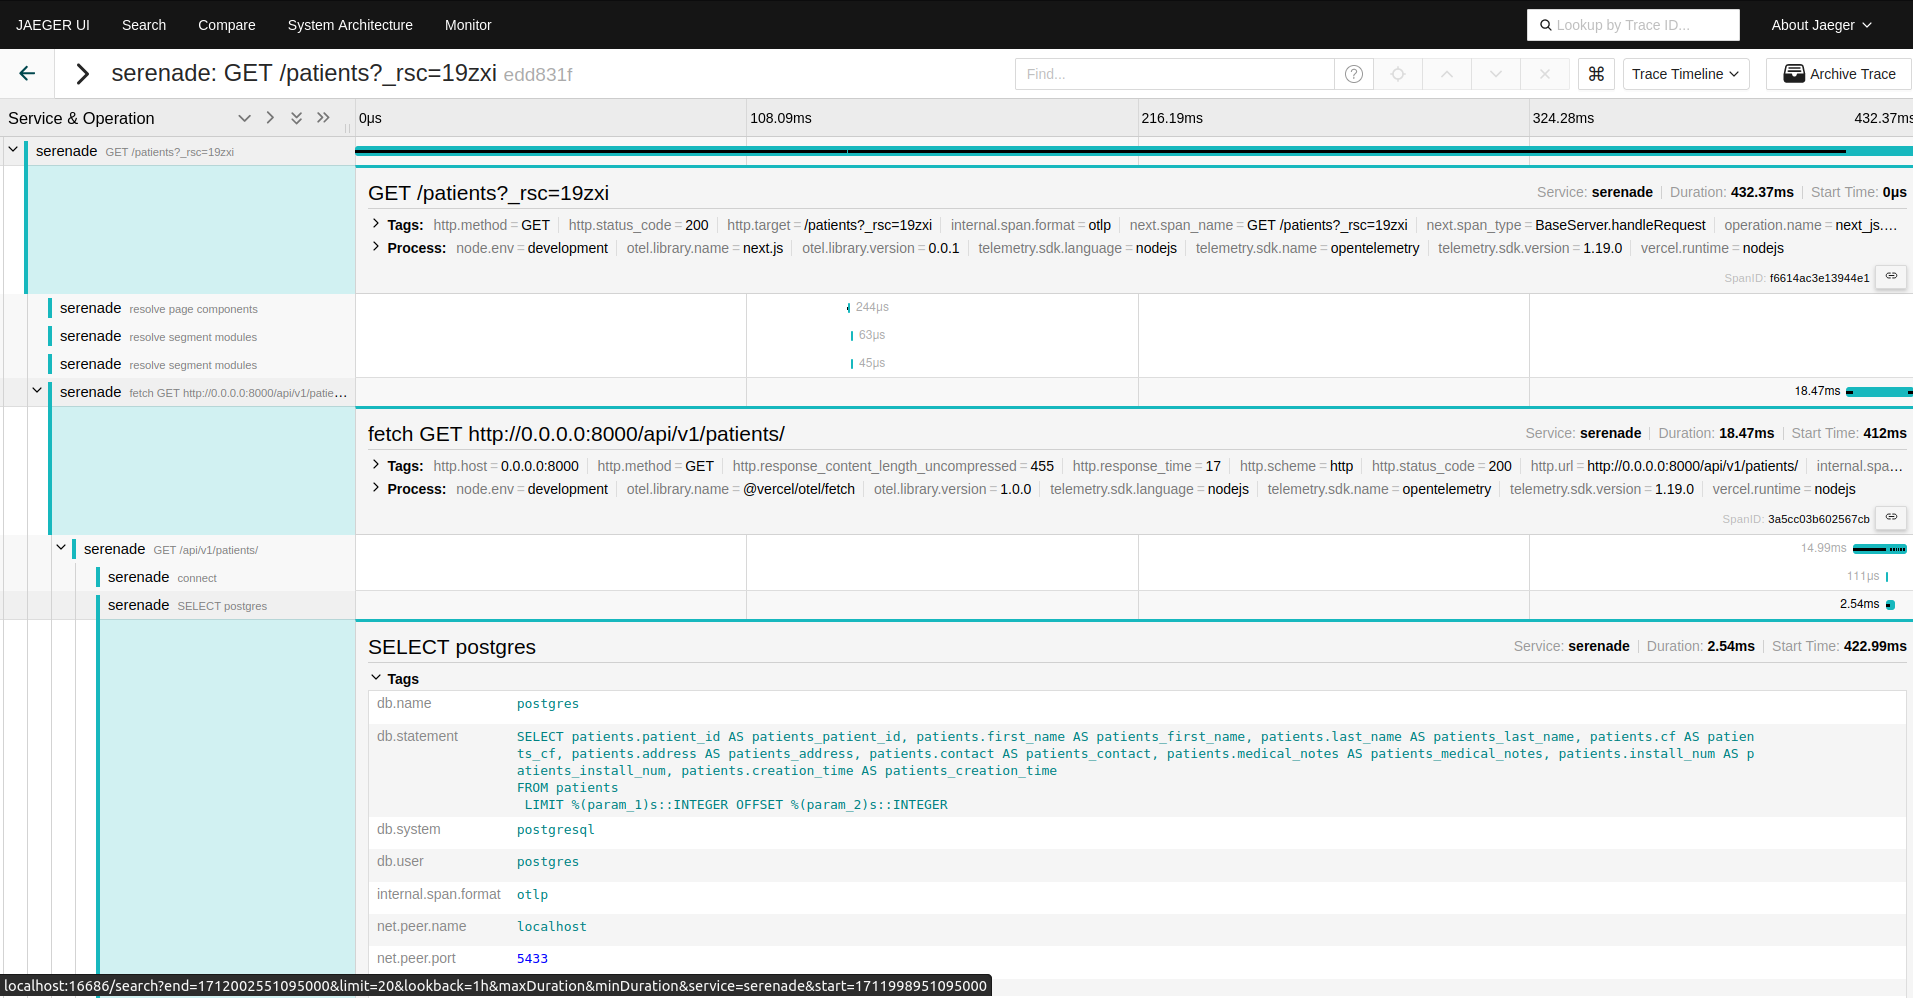 JAEGER UI Search Compare System Architecture Monitor Lookup by Trace ID... About Jaeger
serenade: GET /patients?_rsc=19zxi edd831f Find... ? ⌘ Trace Timeline Archive Trace
Service & Operation 0μs 108.09ms 216.19ms 324.28ms 432.37ms
serenade GET /patients?_rsc=19zxi
GET /patients?_rsc=19zxi Service: serenade Duration: 432.37ms Start Time: 0μs
Tags: http.method = GET http.status_code = 200 http.target = /patients?_rsc=19zxi internal.span.format = otlp next.span_name = GET /patients?_rsc=19zxi next.span_type = BaseServer.handleRequest operation.name = next_js.…
Process: node.env = development otel.library.name = next.js otel.library.version = 0.0.1 telemetry.sdk.language = nodejs telemetry.sdk.name = opentelemetry telemetry.sdk.version = 1.19.0 vercel.runtime = nodejs
SpanID: f6614ac3e13944e1
serenade resolve page components 244μs
serenade resolve segment modules 63μs
serenade resolve segment modules 45μs
serenade fetch GET http://0.0.0.0:8000/api/v1/patie… 18.47ms
fetch GET http://0.0.0.0:8000/api/v1/patients/ Service: serenade Duration: 18.47ms Start Time: 412ms
Tags: http.host = 0.0.0.0:8000 http.method = GET http.response_content_length_uncompressed = 455 http.response_time = 17 http.scheme = http http.status_code = 200 http.url = http://0.0.0.0:8000/api/v1/patients/ internal.spa…
Process: node.env = development otel.library.name = @vercel/otel/fetch otel.library.version = 1.0.0 telemetry.sdk.language = nodejs telemetry.sdk.name = opentelemetry telemetry.sdk.version = 1.19.0 vercel.runtime = nodejs
SpanID: 3a5cc03b602567cb
serenade GET /api/v1/patients/ 14.99ms
serenade connect 111μs
serenade SELECT postgres 2.54ms
SELECT postgres Service: serenade Duration: 2.54ms Start Time: 422.99ms
Tags
db.name postgres
db.statement SELECT patients.patient_id AS patients_patient_id, patients.first_name AS patients_first_name, patients.last_name AS patients_last_name, patients.cf AS patien
ts_cf, patients.address AS patients_address, patients.contact AS patients_contact, patients.medical_notes AS patients_medical_notes, patients.install_num AS p
atients_install_num, patients.creation_time AS patients_creation_time
FROM patients
LIMIT %(param_1)s::INTEGER OFFSET %(param_2)s::INTEGER
db.system postgresql
db.user postgres
internal.span.format otlp
net.peer.name localhost
net.peer.port 5433
localhost:16686/search?end=1712002551095000&limit=20&lookback=1h&maxDuration&minDuration&service=serenade&start=1711998951095000